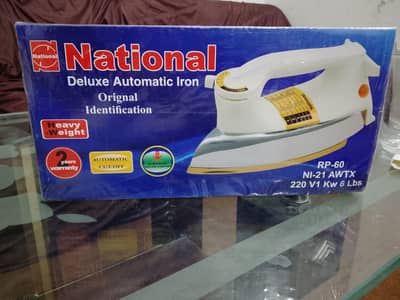 National
Deluxe Automatic Iron
Orignal
Identification
Heavy
Weight
2
years
warranty
AUTOMATIC
CUT-OFF
RP-60
NI-21 AWTX
220 V1 Kw 6 Lbs